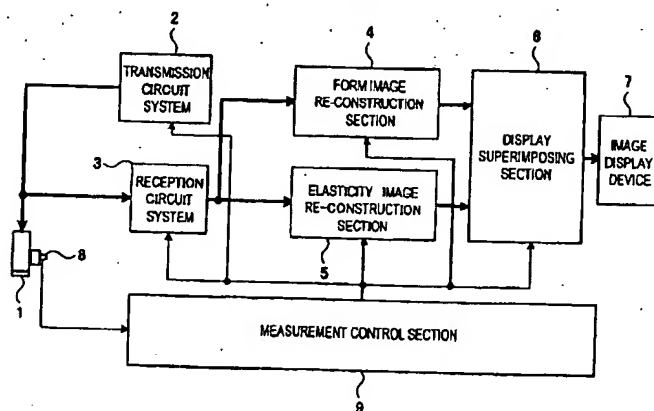 2
TRANSMISSION
CIRCUIT
SYSTEM
4
FORM IMAGE
RE-CONSTRUCTION
SECTION
6
DISPLAY
SUPERIMPOSING
SECTION
7
IMAGE
DISPLAY
DEVICE
3
RECEPTION
CIRCUIT
SYSTEM
ELASTICITY IMAGE
RE-CONSTRUCTION
SECTION
5
8
1
MEASUREMENT CONTROL SECTION
9